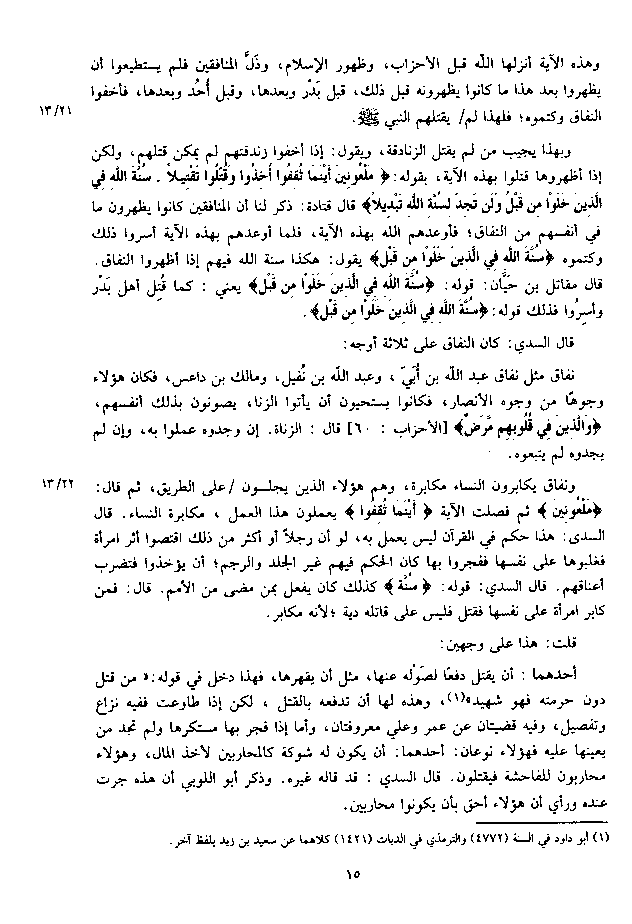 وهذه الآية أنزلها الله قبل الأحزاب، وظهور الإسلام، وذَلَّ المنافقين فلم يستطيعوا أن
يظهروا بعد هذا ما كانوا يظهرونه قبل ذلك، قبل بَدْر وبعدها، وقبل أُحُد وبعدها، فأخفوا
١٣/٢١
النفاق وكتموه؛ فلهذا لم/ يقتلهم النبي ﷺ.
وبهذا يجيب من لم يقتل الزنادقة، ويقول: إذا أخفوا زندقتهم لم يمكن قتلهم، ولكن
إذا أظهروها قتلوا بهذه الآية، بقوله: ﴿ مَلْعُونِينَ أَيْنَمَا ثُقِفُوا أُخِذُوا وَقُتِّلُوا تَقْتِيلاً . سُنَّةَ اللَّهِ فِي
الَّذِينَ خَلَوْا مِن قَبْلُ وَلَن تَجِدَ لِسُنَّةِ اللَّهِ تَبْدِيلاً﴾ قال قتادة: ذكر لنا أن المنافقين كانوا يظهرون ما
في أنفسهم من النفاق؛ فأوعدهم الله بهذه الآية، فلما أوعدهم بهذه الآية أسروا ذلك
وكتموه ﴿سُنَّةَ اللَّهِ فِي الَّذِينَ خَلَوْا مِن قَبْلُ﴾ يقول: هكذا سنة الله فيهم إذا أظهروا النفاق.
قال مقاتل بن حَيَّان: قوله: ﴿سُنَّةَ اللَّهِ فِي الَّذِينَ خَلَوْا مِن قَبْلُ﴾ يعني : كما قُتِل أهل بَدْر
وأُسِرُوا فذلك قوله: ﴿سُنَّةَ اللَّهِ فِي الَّذِينَ خَلَوْا مِن قَبْلُ﴾.
قال السدي: كان النفاق على ثلاثة أوجه:
نفاق مثل نفاق عبد الله بن أُبَيّ ، وعبد الله بن نُفَيل، ومالك بن داعس، فكان هؤلاء
وجوهًا من وجوه الأنصار، فكانوا يستحيون أن يأتوا الزنا، يصونون بذلك أنفسهم،
﴿وَالَّذِينَ فِي قُلُوبِهِم مَّرَضٌ﴾ [الأحزاب : ٦٠] قال : الزناة. إن وجدوه عملوا به، وإن لم
يجدوه لم يتبعوه.
١٣/٢٢
ونفاق يكابرون النساء مكابرة، وهم هؤلاء الذين يجلسون /على الطريق، ثم قال:
﴿مَلْعُونِينَ ﴾ ثم فصلت الآية ﴿ أَيْنَمَا ثُقِفُوا ﴾ يعملون هذا العمل ، مكابرة النساء. قال
السدى: هذا حكم في القرآن ليس يعمل به، لو أن رجلاً أو أكثر من ذلك اقتصوا أثر امرأة
فغلبوها على نفسها ففجروا بها كان الحكم فيهم غير الجلد والرجم؛ أن يؤخذوا فتضرب
أعناقهم. قال السدي: قوله: ﴿ سُنَّةَ ﴾ كذلك كان يفعل بمن مضى من الأمم. قال: فمن
كابر امرأة على نفسها فقتل فليس على قاتله دية ؛لأنه مكابر.
قلت: هذا على وجهين:
أحدهما : أن يقتل دفعًا لصَوْله عنها، مثل أن يقهرها، فهذا دخل في قوله:« من قتل
دون حرمته فهو شهيد»(١)، وهذه لها أن تدفعه بالقتل ، لكن إذا طاوعت ففيه نزاع
وتفصيل، وفيه قضيتان عن عمر وعلي معروفتان، وأما إذا فجر بها مستكرها ولم تجد من
يعينها عليه فهؤلاء نوعان: أحدهما: أن يكون له شوكة كالمحاربين لأخذ المال، وهؤلاء
محاربون للفاحشة فيقتلون. قال السدي : قد قاله غيره. وذكر أبو اللوبي أن هذه جرت
عنده ورأي أن هؤلاء أحق بأن يكونوا محاربين.
(١) أبو داود في السنة (٤٧٧٢) والترمذي في الديات (١٤٢١) كلاهما عن سعيد بن زيد بلفظ آخر.
١٥